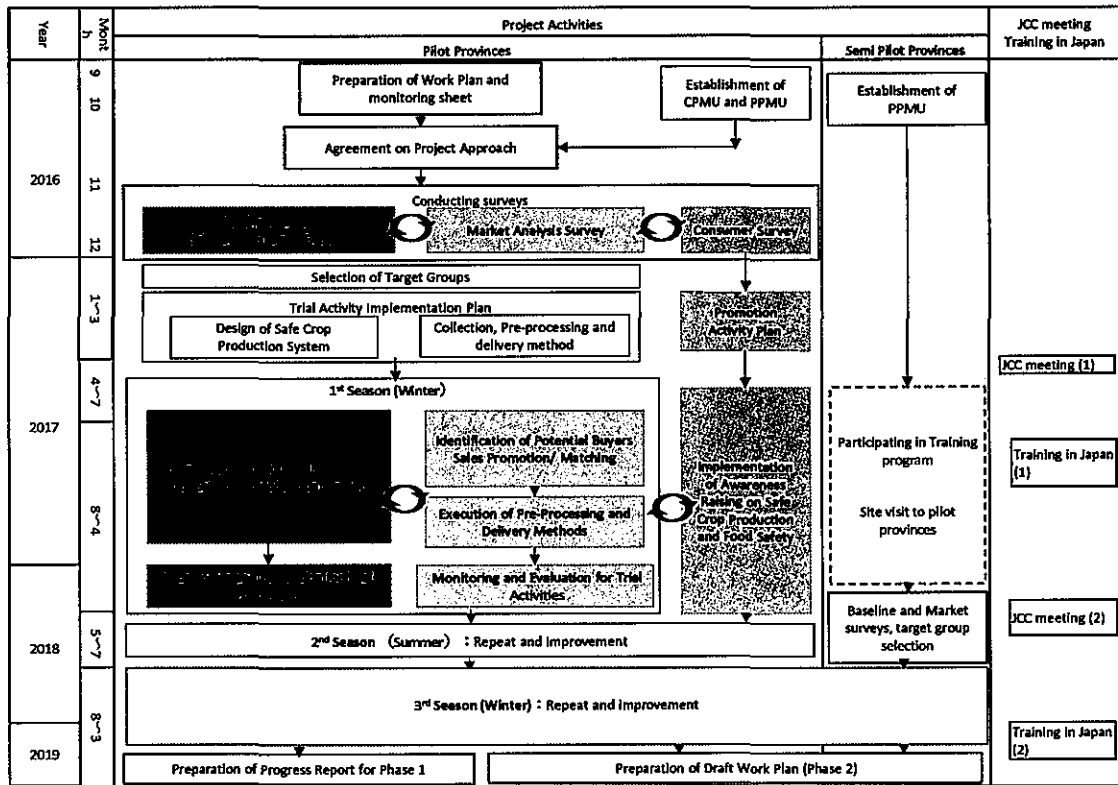 Year
Mont
h
Project Activities
JCC meeting
Training in Japan
Pilot Provinces
Semi Pilot Provinces
2016
9
10
11
12
Preparation of Work Plan and
monitoring sheet
Establishment of
CPMU and PPMU
Establishment of
PPMU
Agreement on Project Approach
Conducting surveys
Market Analysis Survey
Consumer Survey
2017
1~3
Selection of Target Groups
Trial Activity Implementation Plan
Design of Safe Crop
Production System
Collection, Pre-processing and
delivery method
Promotion
Activity Plan
JCC meeting (1)
4~7
1st Season (Winter)
Identification of Potential Buyers
Sales Promotion/ Matching
Implementation
of Awareness
Raising on Safe
Crop Production
and Food Safety
Participating in Training
program
Site visit to pilot
provinces
Training in Japan
(1)
8~4
Execution of Pre-Processing and
Delivery Methods
Monitoring and Evaluation for Trial
Activities
2018
5~7
2nd Season (Summer) : Repeat and Improvement
Baseline and Market
surveys, target group
selection
JCC meeting (2)
8~3
3rd Season (Winter) : Repeat and Improvement
Training in Japan
(2)
2019
Preparation of Progress Report for Phase 1
Preparation of Draft Work Plan (Phase 2)